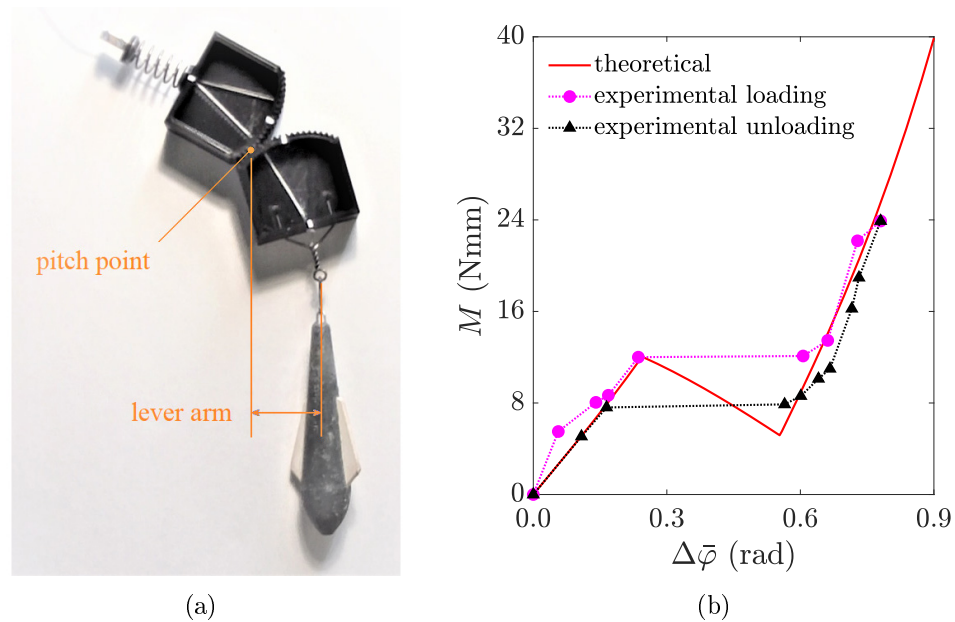 pitch point
lever arm
(a)
theoretical
experimental loading
experimental unloading
40
32
24
16
8
0
M (Nmm)
0.0 0.3 0.6 0.9
Δφ̄ (rad)
(b)